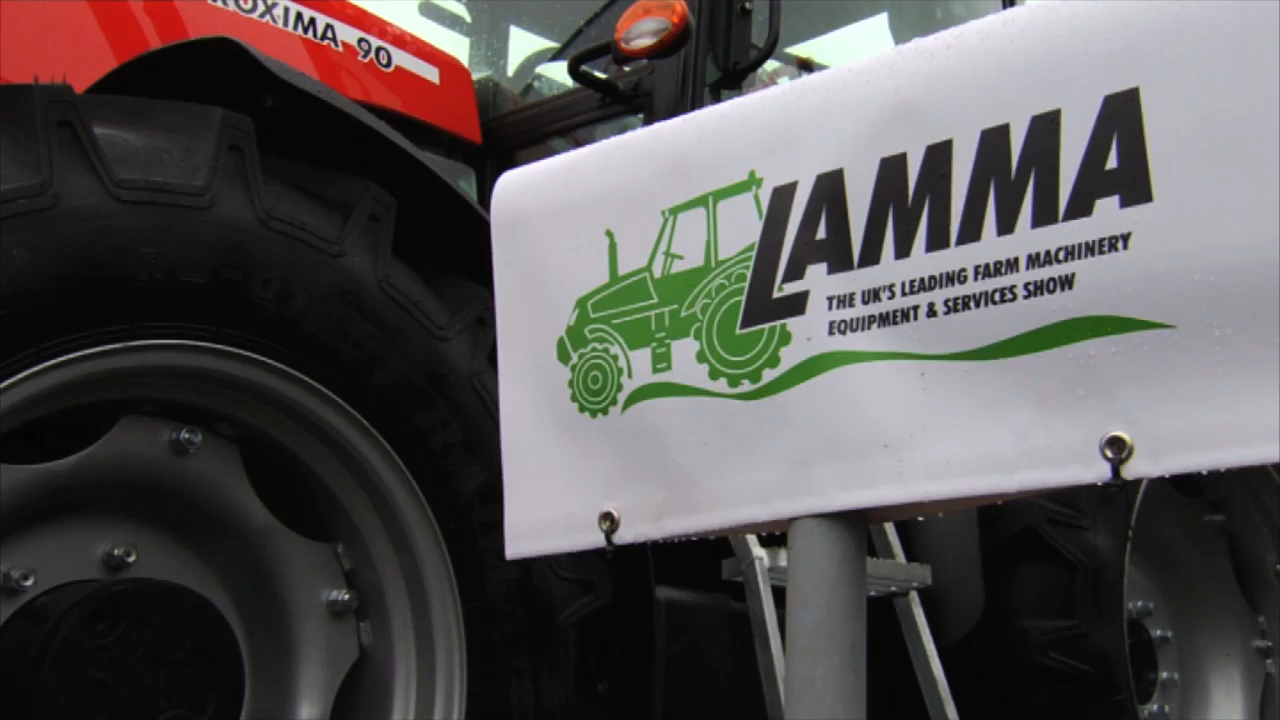 ROXIMA 90
LAMMA
THE UK'S LEADING FARM MACHINERY
EQUIPMENT & SERVICES SHOW